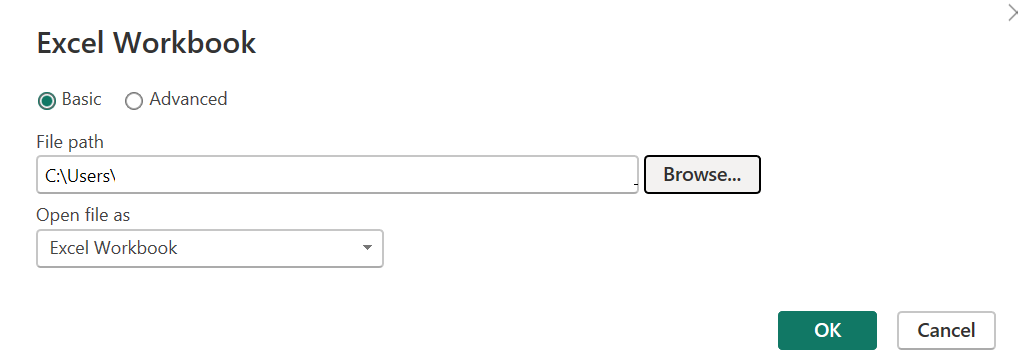 Excel Workbook
Basic Advanced
File path
C:\Users\ Browse...
Open file as
Excel Workbook
OK Cancel